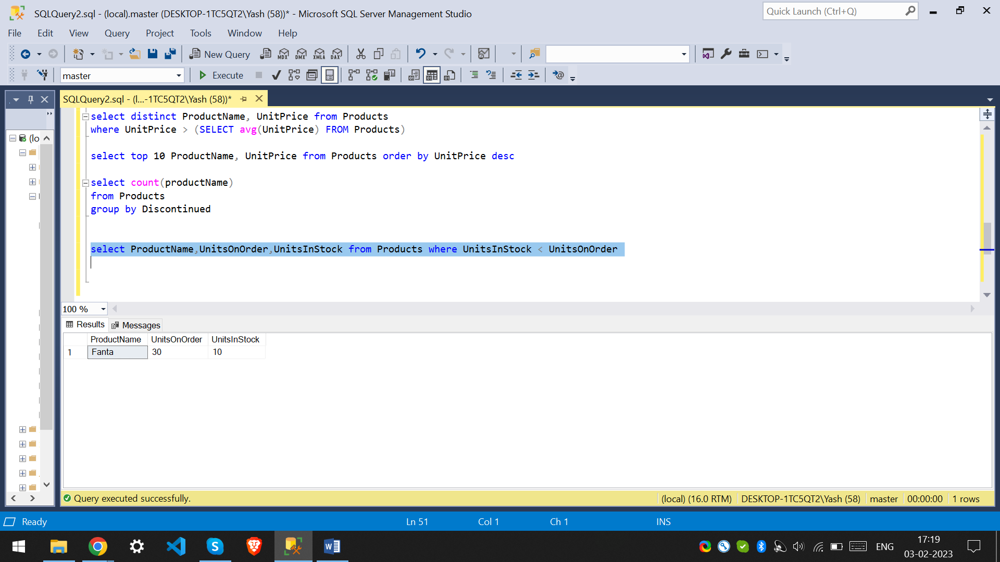 SQLQuery2.sql - (local).master (DESKTOP-1TC5QT2\Yash (58))* - Microsoft SQL Server Management Studio
Quick Launch (Ctrl+Q)
File Edit View Query Project Tools Window Help
New Query MDX DMX XMLA DAX
master Execute
SQLQuery2.sql - (l...-1TC5QT2\Yash (58))*
(lo
select distinct ProductName, UnitPrice from Products
where UnitPrice > (SELECT avg(UnitPrice) FROM Products)
select top 10 ProductName, UnitPrice from Products order by UnitPrice desc
select count(productName)
from Products
group by Discontinued
select ProductName,UnitsOnOrder,UnitsInStock from Products where UnitsInStock < UnitsOnOrder
100 %
Results Messages
ProductName UnitsOnOrder UnitsInStock
1 Fanta 30 10
Query executed successfully. (local) (16.0 RTM) DESKTOP-1TC5QT2\Yash (58) master 00:00:00 1 rows
Ready Ln 51 Col 1 Ch 1 INS
ENG 17:19
03-02-2023